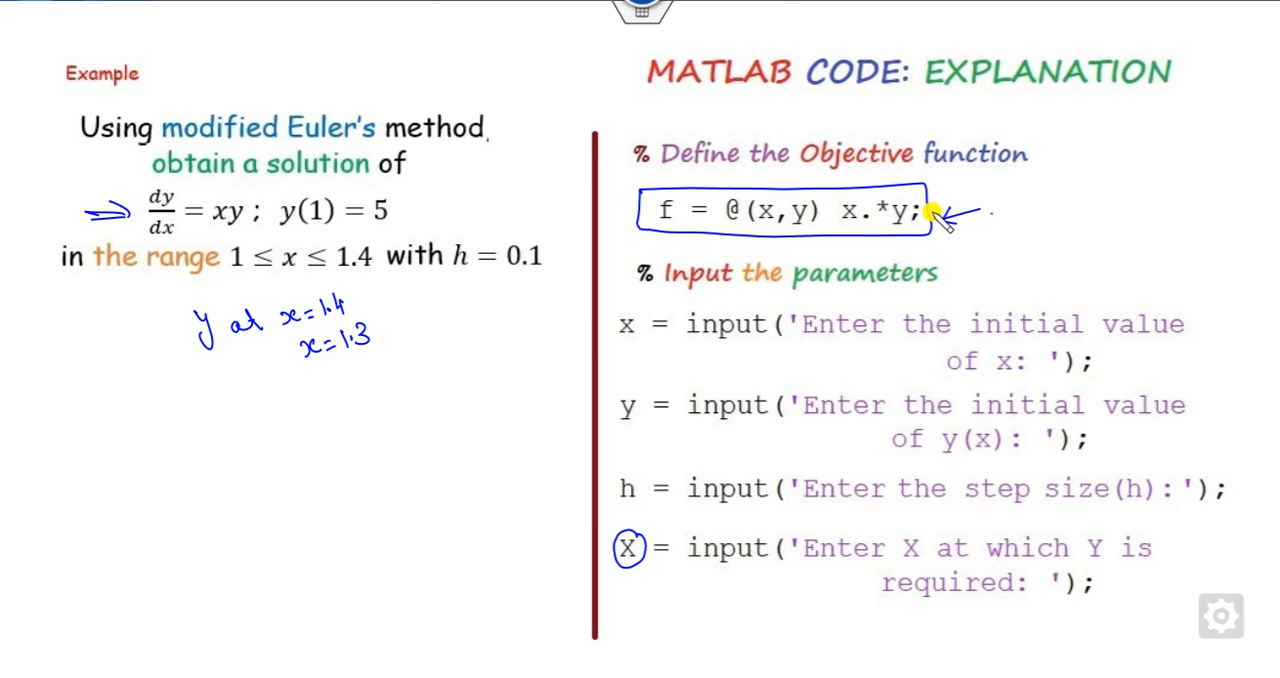 Example
Using modified Euler's method,
obtain a solution of
dy/dx = xy ; y(1) = 5
in the range 1 ≤ x ≤ 1.4 with h = 0.1
y at x=1.4
x=1.3
MATLAB CODE: EXPLANATION
% Define the Objective function
f = @(x,y) x.*y;
% Input the parameters
x = input('Enter the initial value
of x: ');
y = input('Enter the initial value
of y(x): ');
h = input('Enter the step size(h):');
X = input('Enter X at which Y is
required: ');